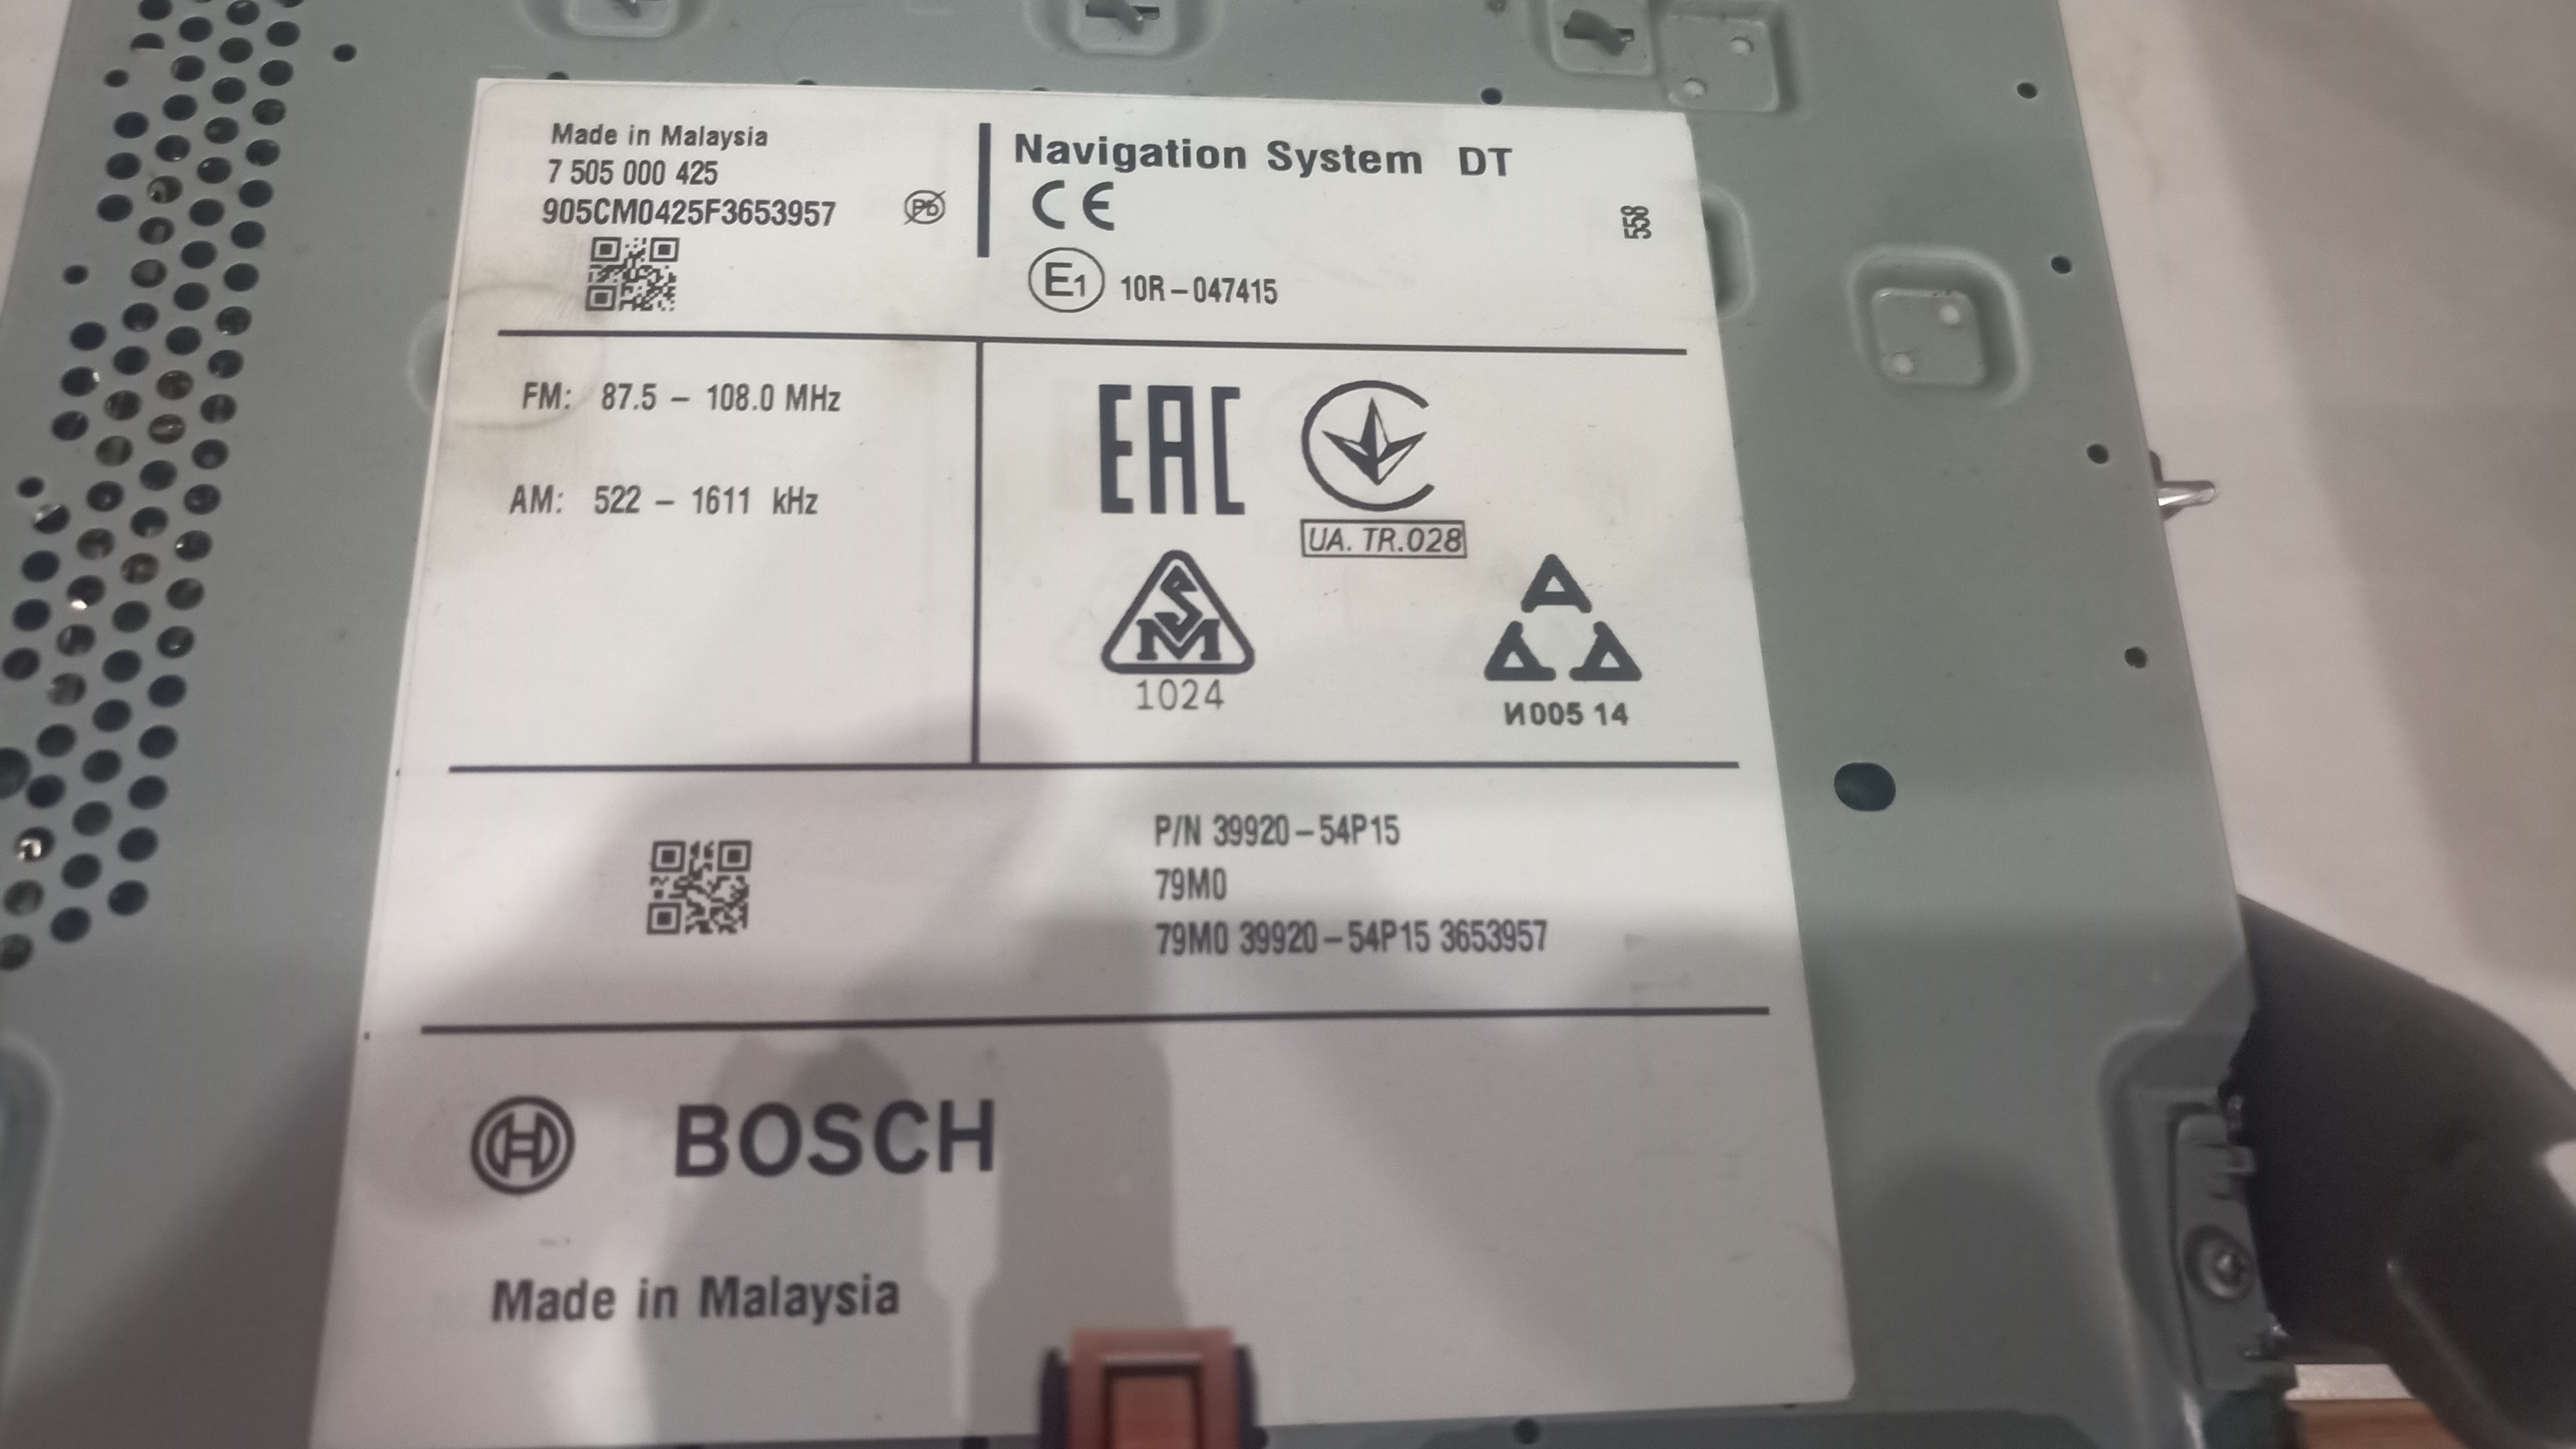 Made in Malaysia
7 505 000 425
905CM0425F3653957
Pb
Navigation System DT
CE
558
E1 10R-047415
FM: 87.5 - 108.0 MHz
AM: 522 - 1611 kHz
EAC
UA. TR.028
SM
1024
И005 14
P/N 39920-54P15
79M0
79M0 39920-54P15 3653957
BOSCH
Made in Malaysia